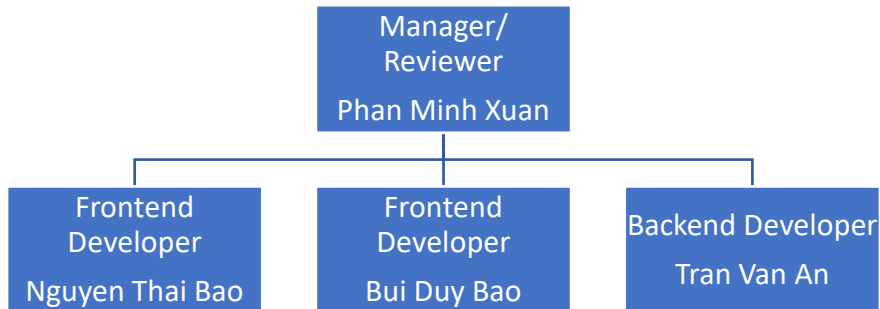 Manager/
Reviewer
Phan Minh Xuan
Frontend
Developer
Nguyen Thai Bao
Frontend
Developer
Bui Duy Bao
Backend Developer
Tran Van An